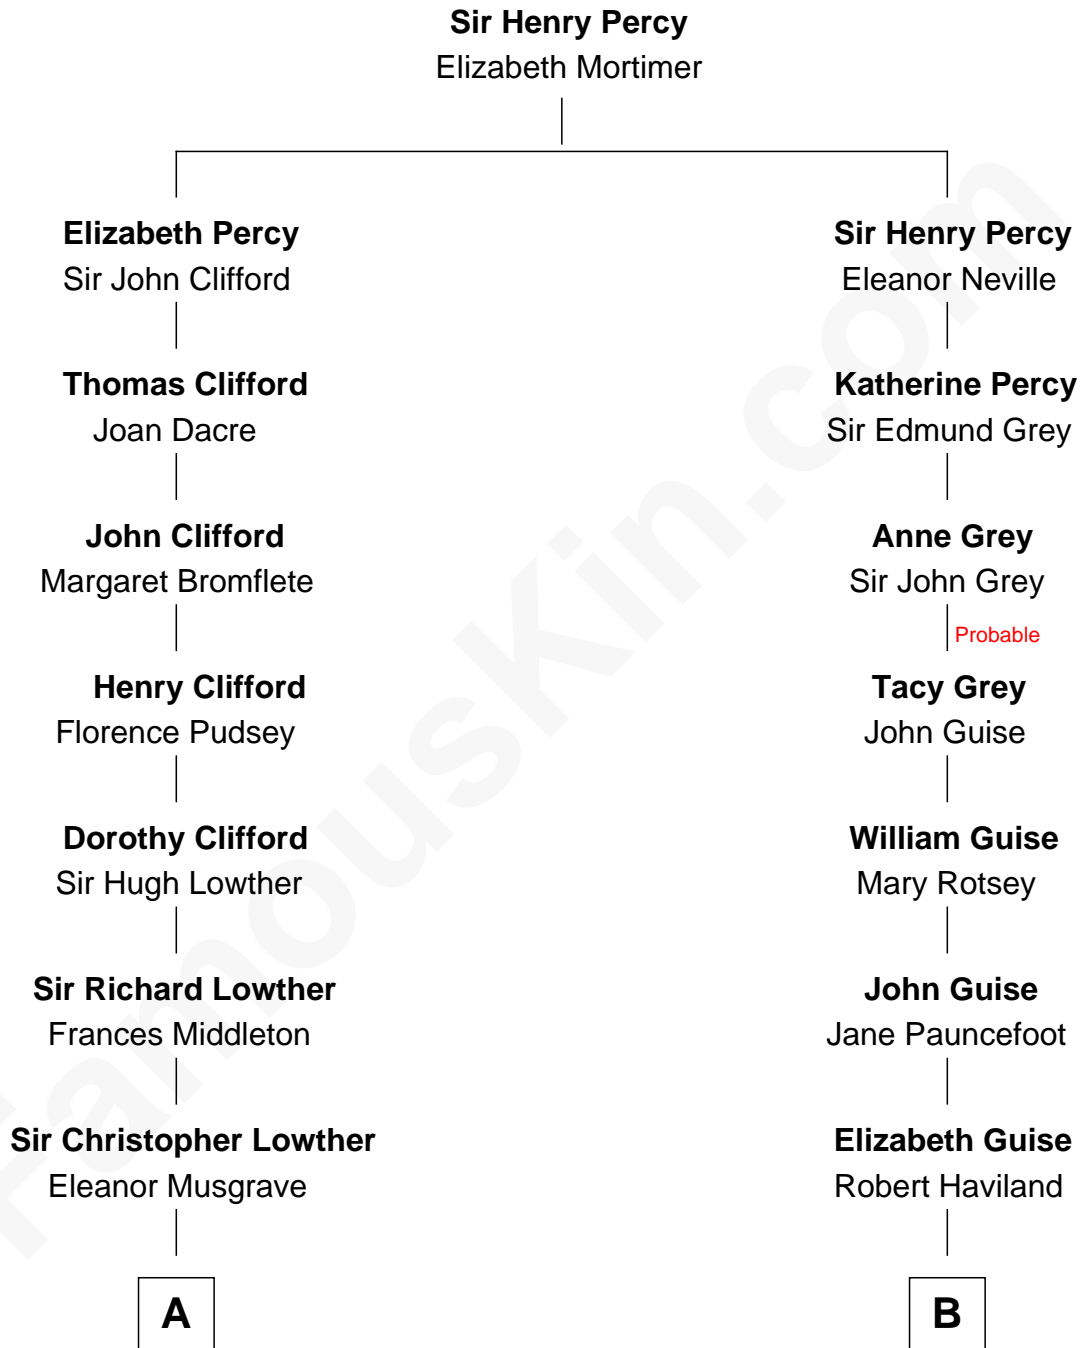 Sir Henry Percy
Elizabeth Mortimer
Elizabeth Percy
Sir John Clifford
Sir Henry Percy
Eleanor Neville
Thomas Clifford
Joan Dacre
Katherine Percy
Sir Edmund Grey
John Clifford
Margaret Bromflete
Anne Grey
Sir John Grey
Probable
Henry Clifford
Florence Pudsey
Tacy Grey
John Guise
Dorothy Clifford
Sir Hugh Lowther
William Guise
Mary Rotsey
Sir Richard Lowther
Frances Middleton
John Guise
Jane Pauncefoot
Sir Christopher Lowther
Eleanor Musgrave
Elizabeth Guise
Robert Haviland
A
B
FamousKin.com